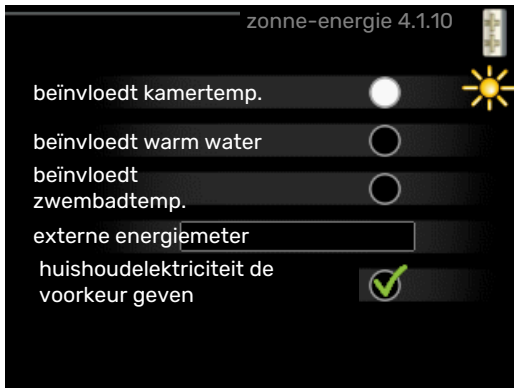 zonne-energie 4.1.10
beïnvloedt kamertemp.
beïnvloedt warm water
beïnvloedt
zwembadtemp.
externe energiemeter
huishoudelektriciteit de
voorkeur geven